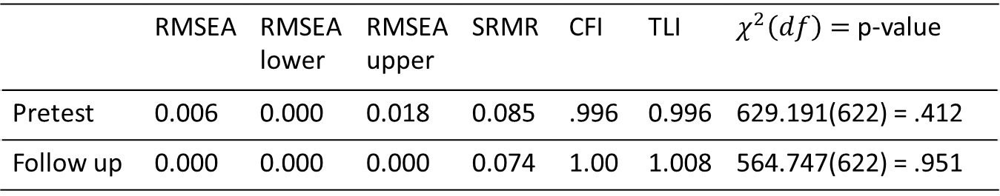 RMSEA RMSEA lower RMSEA upper SRMR CFI TLI χ²(df) = p-value
Pretest 0.006 0.000 0.018 0.085 .996 0.996 629.191(622) = .412
Follow up 0.000 0.000 0.000 0.074 1.00 1.008 564.747(622) = .951